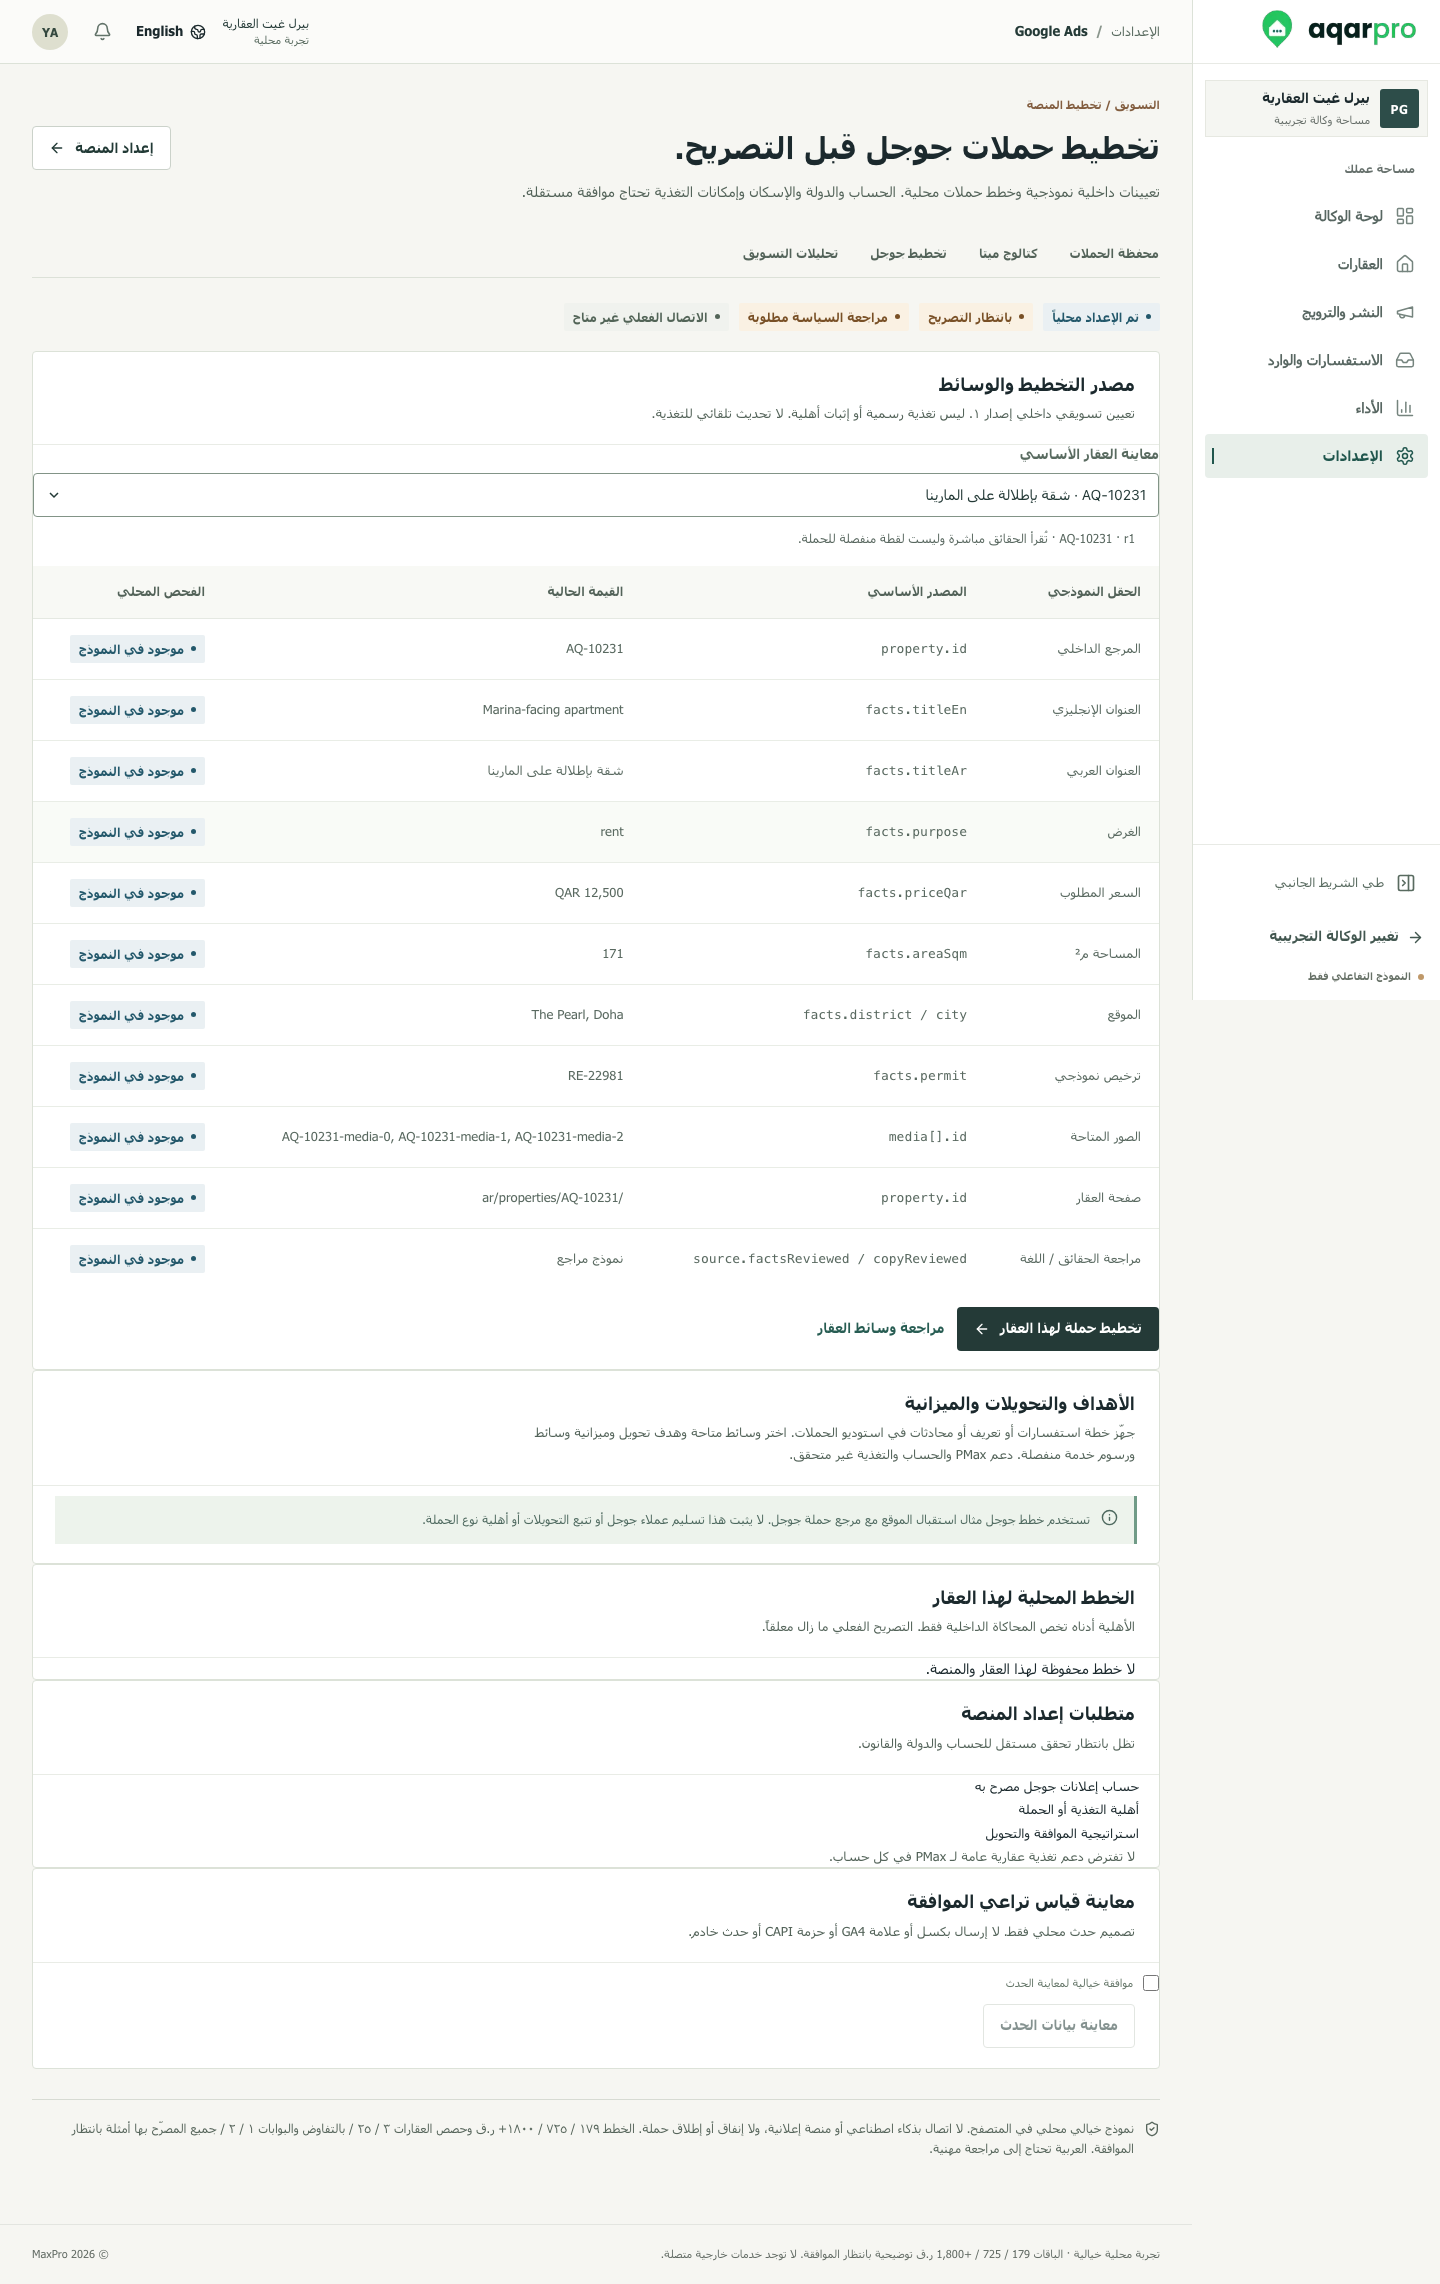 aqarpro
الإعدادات / Google Ads
بيرل غيت العقارية
تجربة محلية
English
YA
PG
بيرل غيت العقارية
مساحة وكالة تجريبية
مساحة عملك
لوحة الوكالة
العقارات
النشر والترويج
الاستفسارات والوارد
الأداء
الإعدادات
طي الشريط الجانبي
تغيير الوكالة التجريبية
النموذج التفاعلي فقط
التسويق / تخطيط المنصة
تخطيط حملات جوجل قبل التصريح.
إعداد المنصة
تعيينات داخلية نموذجية وخطط حملات محلية. الحساب والدولة والإسكان وإمكانات التغذية تحتاج موافقة مستقلة.
محفظة الحملات
كتالوج ميتا
تخطيط جوجل
تحليلات التسويق
تم الإعداد محلياً
بانتظار التصريح
مراجعة السياسة مطلوبة
الاتصال الفعلي غير متاح
مصدر التخطيط والوسائط
تعيين تسويقي داخلي إصدار ١. ليس تغذية رسمية أو إثبات أهلية. لا تحديث تلقائي للتغذية.
معاينة العقار الأساسي
AQ-10231 · شقة بإطلالة على المارينا
AQ-10231 · r1 · تُقرأ الحقائق مباشرة وليست لقطة منفصلة للحملة.
الحقل النموذجي المصدر الأساسي القيمة الحالية الفحص المحلي
المرجع الداخلي property.id AQ-10231 موجود في النموذج
العنوان الإنجليزي facts.titleEn Marina-facing apartment موجود في النموذج
العنوان العربي facts.titleAr شقة بإطلالة على المارينا موجود في النموذج
الغرض facts.purpose rent موجود في النموذج
السعر المطلوب facts.priceQar QAR 12,500 موجود في النموذج
المساحة م² facts.areaSqm 171 موجود في النموذج
الموقع facts.district / city The Pearl, Doha موجود في النموذج
ترخيص نموذجي facts.permit RE-22981 موجود في النموذج
الصور المتاحة media[].id AQ-10231-media-0, AQ-10231-media-1, AQ-10231-media-2 موجود في النموذج
صفحة العقار property.id ar/properties/AQ-10231/ موجود في النموذج
مراجعة الحقائق / اللغة source.factsReviewed / copyReviewed نموذج مراجع موجود في النموذج
تخطيط حملة لهذا العقار
مراجعة وسائط العقار
الأهداف والتحويلات والميزانية
جهّز خطة استفسارات أو تعريف أو محادثات في استوديو الحملات. اختر وسائط متاحة وهدف تحويل وميزانية وسائط
ورسوم خدمة منفصلة. دعم PMax والحساب والتغذية غير متحقق.
تستخدم خطط جوجل مثال استقبال الموقع مع مرجع حملة جوجل. لا يثبت هذا تسليم عملاء جوجل أو تتبع التحويلات أو أهلية نوع الحملة.
الخطط المحلية لهذا العقار
الأهلية أدناه تخص المحاكاة الداخلية فقط. التصريح الفعلي ما زال معلقاً.
لا خطط محفوظة لهذا العقار والمنصة.
متطلبات إعداد المنصة
تظل بانتظار تحقق مستقل للحساب والدولة والقانون.
حساب إعلانات جوجل مصرح به
أهلية التغذية أو الحملة
استراتيجية الموافقة والتحويل
لا تفترض دعم تغذية عقارية عامة لـ PMax في كل حساب.
معاينة قياس تراعي الموافقة
تصميم حدث محلي فقط. لا إرسال بكسل أو علامة GA4 أو حزمة CAPI أو حدث خادم.
موافقة خيالية لمعاينة الحدث
معاينة بيانات الحدث
نموذج خيالي محلي في المتصفح. لا اتصال بذكاء اصطناعي أو منصة إعلانية، ولا إنفاق أو إطلاق حملة. الخطط ١٧٩ / ٧٢٥ / ١٨٠٠+ ر.ق وحصص العقارات ٣ / ٢٥ / بالتفاوض والبوابات ١ / ٢ / جميع المصرّح بها أمثلة بانتظار
الموافقة. العربية تحتاج إلى مراجعة مهنية.
تجربة محلية خيالية · الباقات 179 / 725 / +1,800 ر.ق توضيحية بانتظار الموافقة. لا توجد خدمات خارجية متصلة.
© 2026 MaxPro